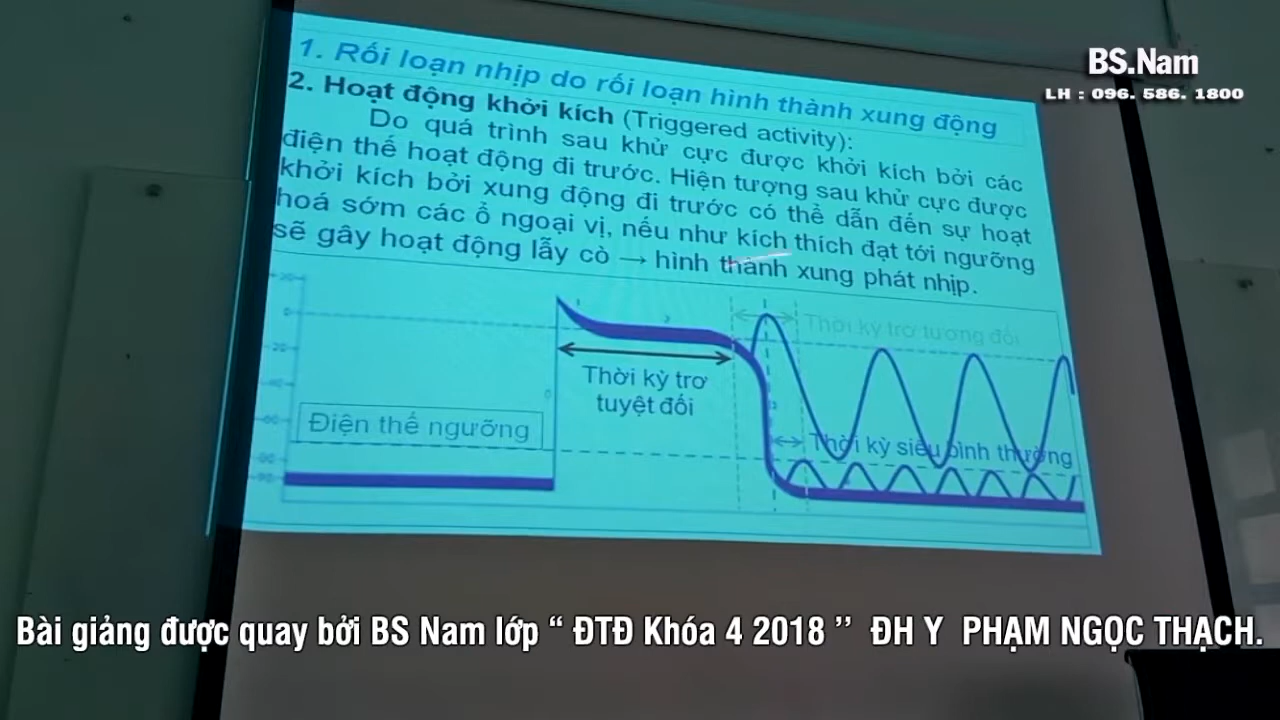 BS.Nam
LH : 096. 586. 1800
1. Rối loạn nhịp do rối loạn hình thành xung động
2. Hoạt động khởi kích (Triggered activity):
Do quá trình sau khử cực được khởi kích bởi các
điện thế hoạt động đi trước. Hiện tượng sau khử cực được
khởi kích bởi xung động đi trước có thể dẫn đến sự hoạt
hoá sớm các ổ ngoại vị, nếu như kích thích đạt tới ngưỡng
sẽ gây hoạt động lẫy cò → hình thành xung phát nhịp.
Thời kỳ trơ tương đối
Thời kỳ trơ
tuyệt đối
Điện thế ngưỡng
Thời kỳ siêu bình thường
Bài giảng được quay bởi BS Nam lớp “ ĐTĐ Khóa 4 2018 ’’ ĐH Y PHẠM NGỌC THẠCH.